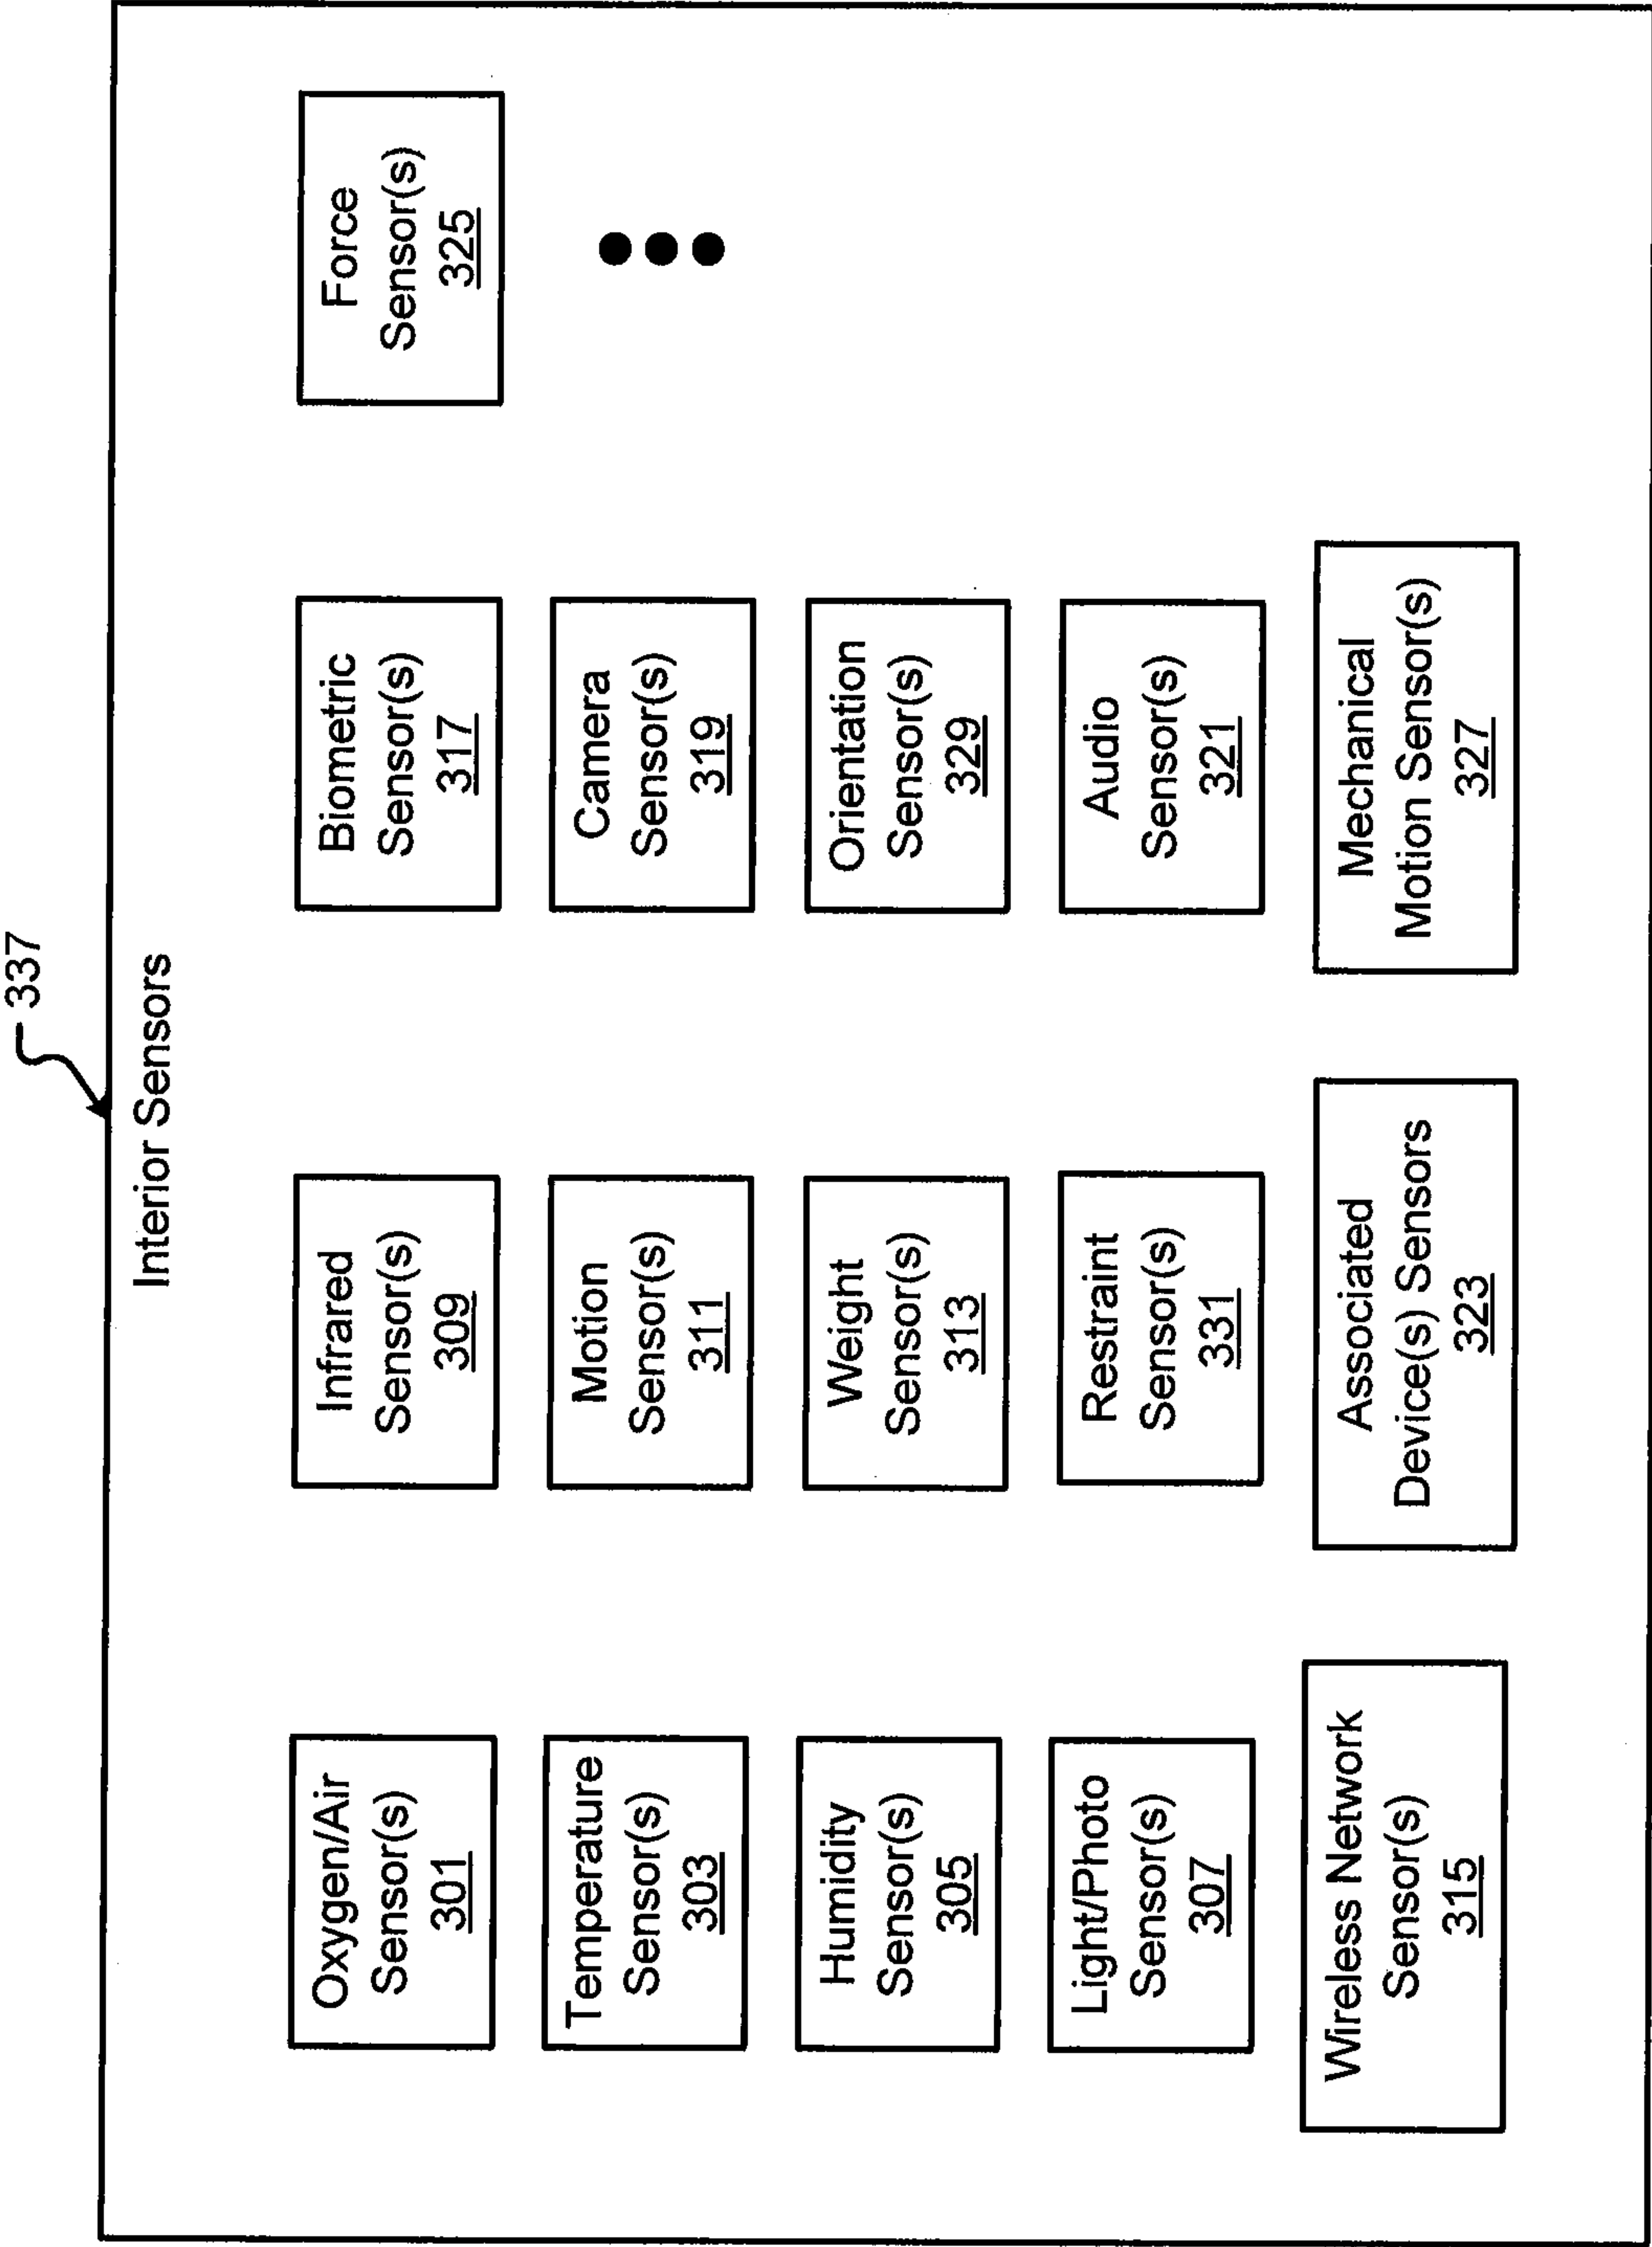 337
Interior Sensors
Oxygen/Air
Sensor(s)
301
Infrared
Sensor(s)
309
Biometric
Sensor(s)
317
Force
Sensor(s)
325
Temperature
Sensor(s)
303
Motion
Sensor(s)
311
Camera
Sensor(s)
319
Humidity
Sensor(s)
305
Weight
Sensor(s)
313
Orientation
Sensor(s)
329
Light/Photo
Sensor(s)
307
Restraint
Sensor(s)
331
Audio
Sensor(s)
321
Wireless Network
Sensor(s)
315
Associated
Device(s) Sensors
323
Mechanical
Motion Sensor(s)
327